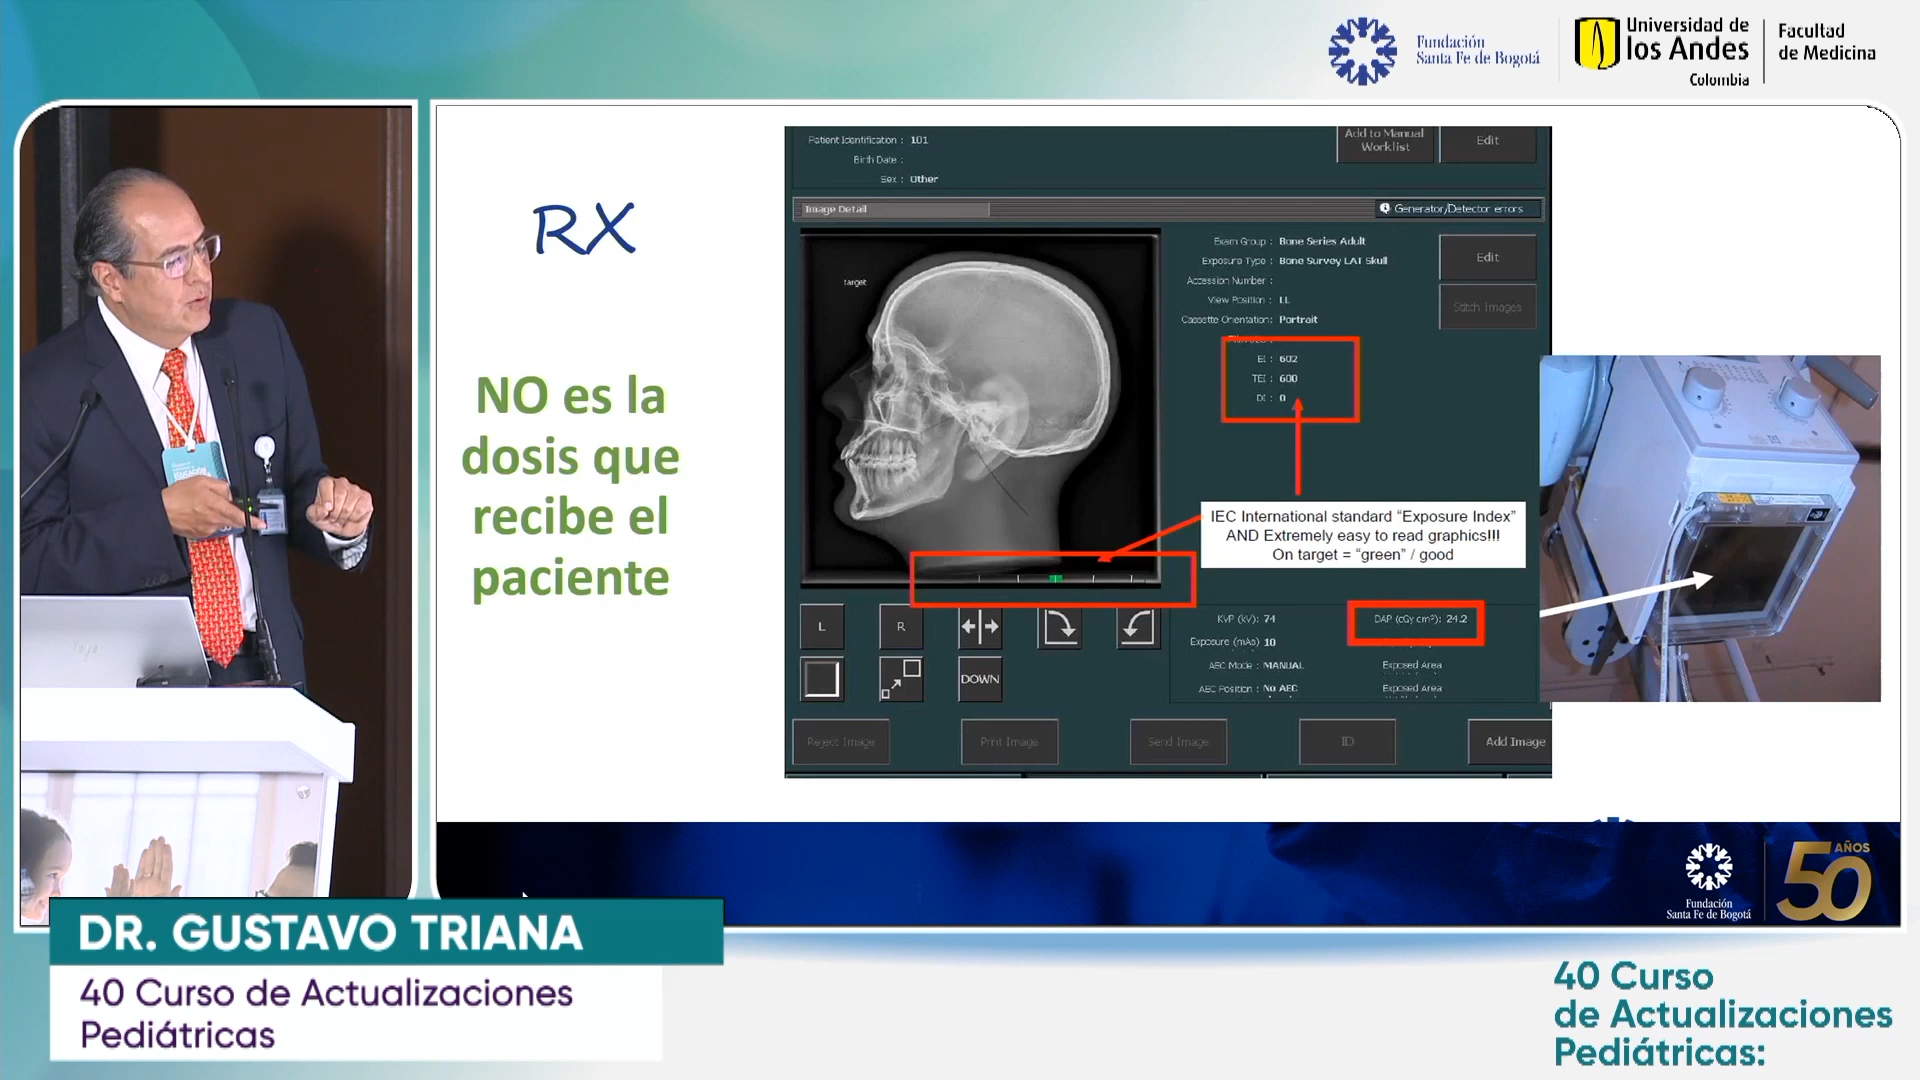 Fundación
Santa Fe de Bogotá
Universidad de
los Andes
Colombia
Facultad
de Medicina
RX
NO es la
dosis que
recibe el
paciente
Patient Identification : 101
Birth Date :
Sex : Other
Add to Manual
Worklist
Edit
Image Detail
Generator/Detector errors
target
Exam Group : Bone Series Adult
Exposure Type : Bone Survey LAT Skull
Accession Number :
View Position : LL
Cassette Orientation : Portrait
Edit
Stitch Images
EI : 602
TEI : 600
DI : 0
IEC International standard “Exposure Index”
AND Extremely easy to read graphics!!!
On target = “green” / good
L
R
DOWN
KVP (kV): 74
Exposure (mAs) 10
AEC Mode : MANUAL
AEC Position : No AEC
DAP (cGy cm²): 24.2
Exposed Area
Exposed Area
Reject Image
Print Image
Send Image
ID
Add Image
Fundación
Santa Fe de Bogotá
50 AÑOS
DR. GUSTAVO TRIANA
40 Curso de Actualizaciones
Pediátricas
40 Curso
de Actualizaciones
Pediátricas: